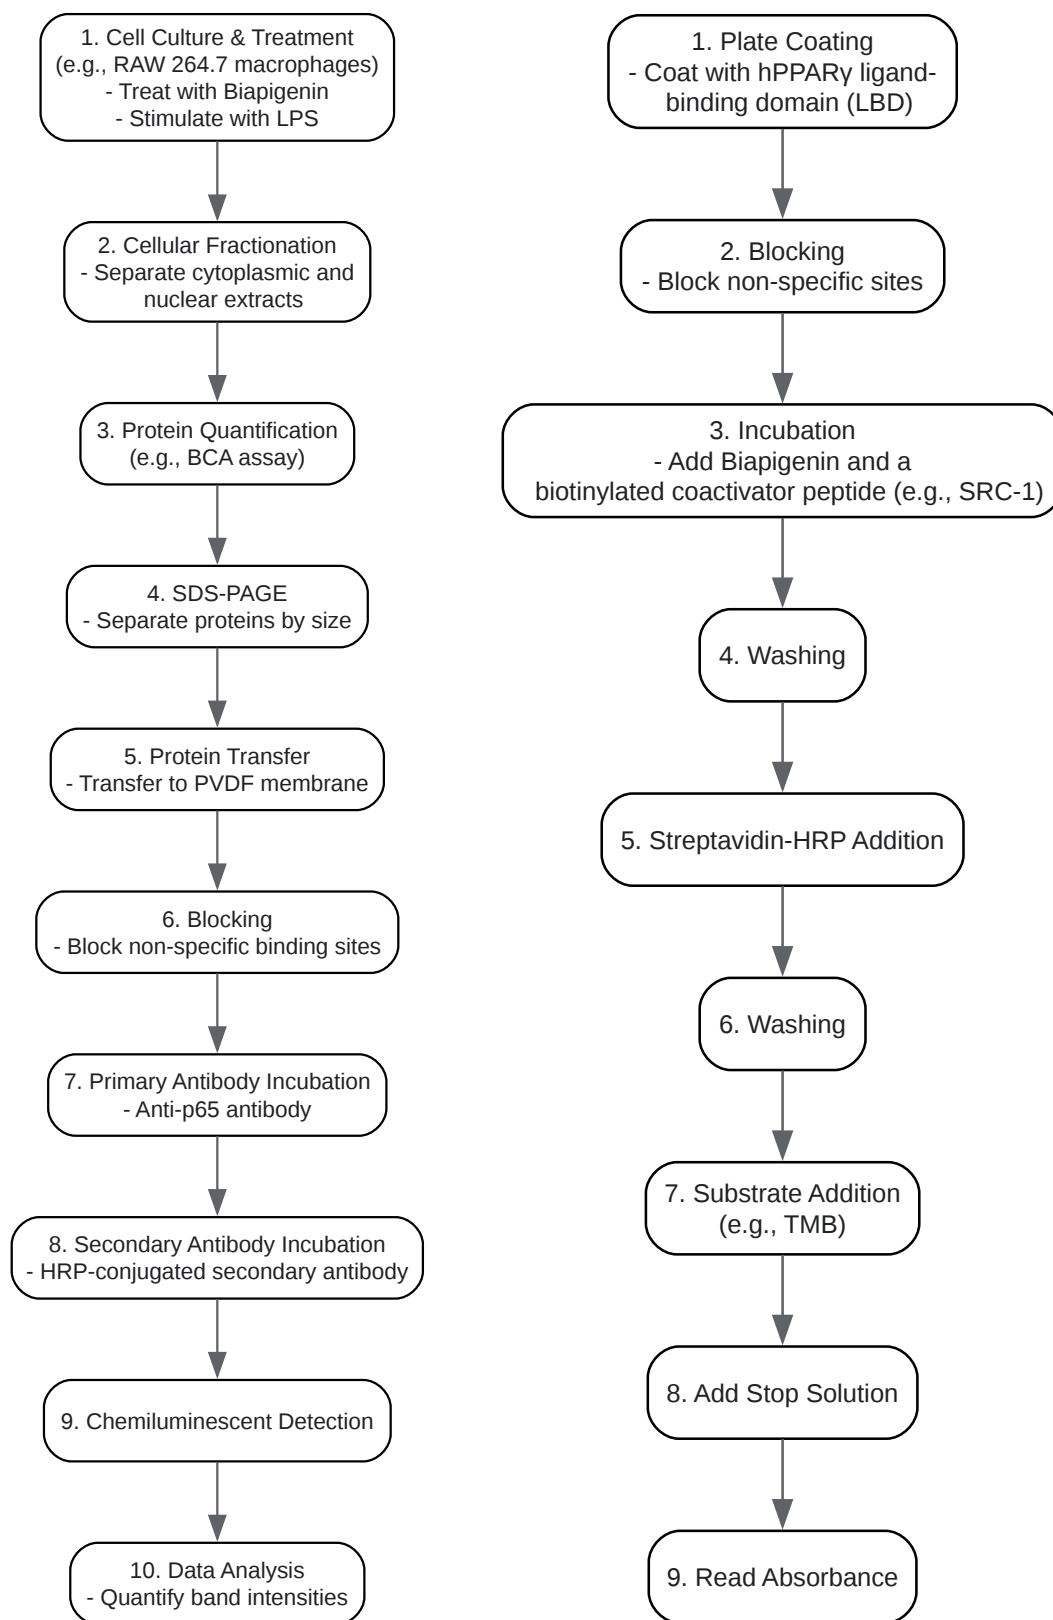 1. Cell Culture & Treatment
(e.g., RAW 264.7 macrophages)
- Treat with Biapigenin
- Stimulate with LPS
2. Cellular Fractionation
- Separate cytoplasmic and
nuclear extracts
3. Protein Quantification
(e.g., BCA assay)
4. SDS-PAGE
- Separate proteins by size
5. Protein Transfer
- Transfer to PVDF membrane
6. Blocking
- Block non-specific binding sites
7. Primary Antibody Incubation
- Anti-p65 antibody
8. Secondary Antibody Incubation
- HRP-conjugated secondary antibody
9. Chemiluminescent Detection
10. Data Analysis
- Quantify band intensities
1. Plate Coating
- Coat with hPPARγ ligand-
binding domain (LBD)
2. Blocking
- Block non-specific sites
3. Incubation
- Add Biapigenin and a
biotinylated coactivator peptide (e.g., SRC-1)
4. Washing
5. Streptavidin-HRP Addition
6. Washing
7. Substrate Addition
(e.g., TMB)
8. Add Stop Solution
9. Read Absorbance